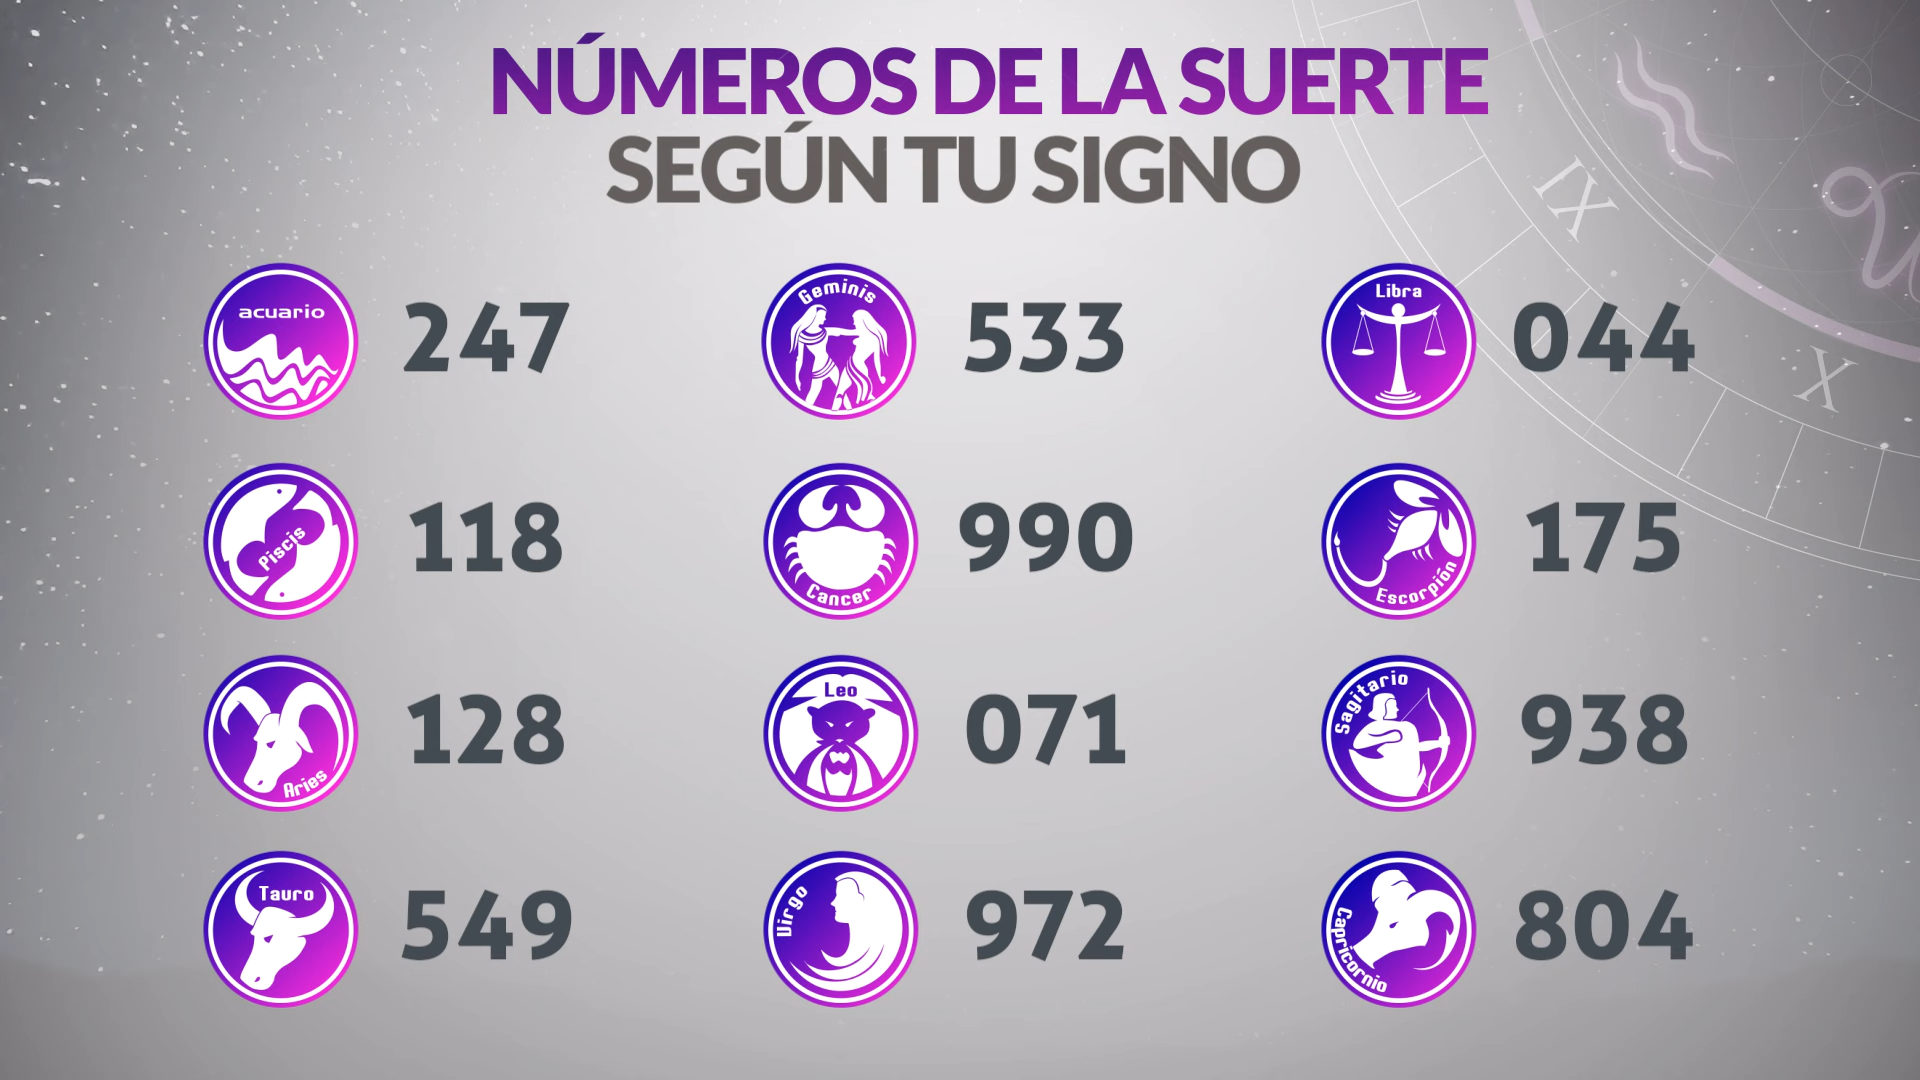 NÚMEROS DE LA SUERTE
SEGÚN TU SIGNO
IX
X
acuario 247
Geminis 533
Libra 044
Piscis 118
Cancer 990
Escorpión 175
Aries 128
Leo 071
Sagitario 938
Tauro 549
Virgo 972
Capricornio 804